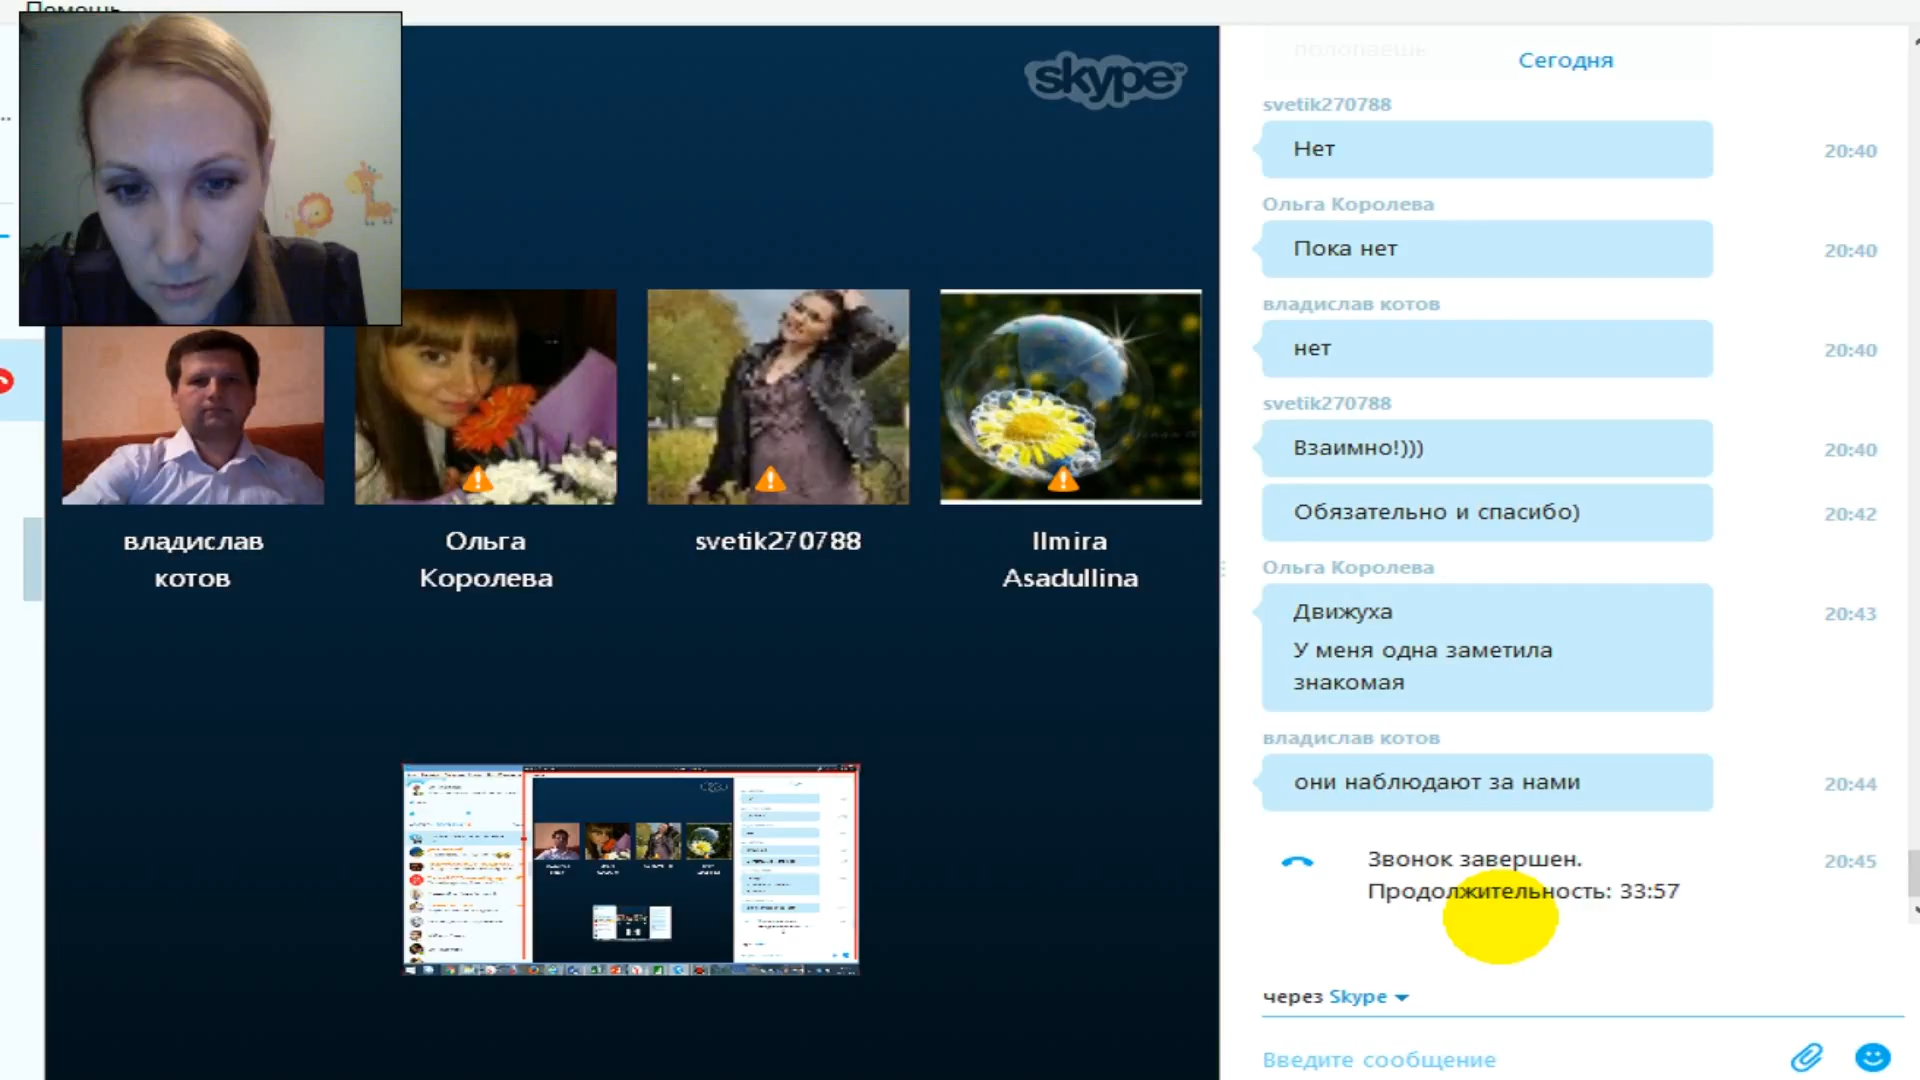 Помощь
skype
владислав
котов
Ольга
Королева
svetik270788
Ilmira
Asadullina
Сегодня
svetik270788
Нет
20:40
Ольга Королева
Пока нет
20:40
владислав котов
нет
20:40
svetik270788
Взаимно!)))
20:40
Обязательно и спасибо)
20:42
Ольга Королева
Движуха
20:43
У меня одна заметила
знакомая
владислав котов
они наблюдают за нами
20:44
Звонок завершен.
20:45
Продолжительность: 33:57
через Skype
Введите сообщение